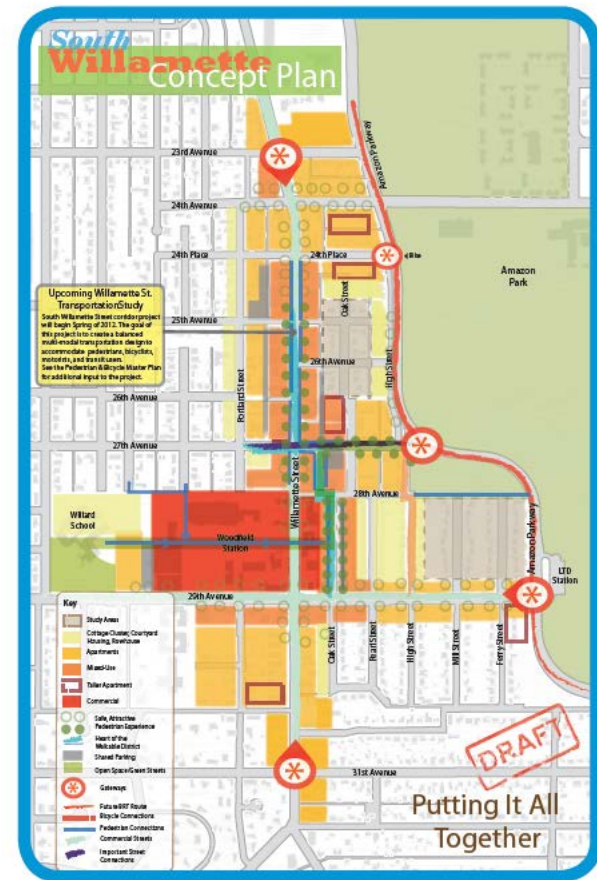 South
Willamette
Concept Plan
23rd Avenue
Amazon Parkway
24th Avenue
24th Place
24th Place
Bike
Amazon
Park
Oak Street
Upcoming Willamette St.
TransportationStudy
South Willamette Street corridor project
will begin Spring of 2012. The goal of
this project is to create a balanced
multi-modal transportation design to
accommodate pedestrians, bicyclists,
motorists, and transit users.
See the Pedestrian & Bicycle Master Plan
for additional input to the project.
25th Avenue
26th Avenue
High Street
Portland Street
26th Avenue
27th Avenue
Willamette Street
28th Avenue
Willard
School
Woodfield
Station
Amazon Parkway
LTD
Station
29th Avenue
Oak Street
Pearl Street
High Street
Mill Street
Ferry Street
Key
Study Areas
Cottage Cluster, Courtyard
Housing, Rowhouse
Apartments
Mixed-Use
Taller Apartment
Commercial
Safe, Attractive
Pedestrian Experience
Heart of the
Walkable District
Shared Parking
Open Space/Green Streets
Gateways
Future BRT Route
Bicycle Connections
Pedestrian Connections
Commercial Streets
Important Street
Connections
31st Avenue
DRAFT
Putting It All
Together